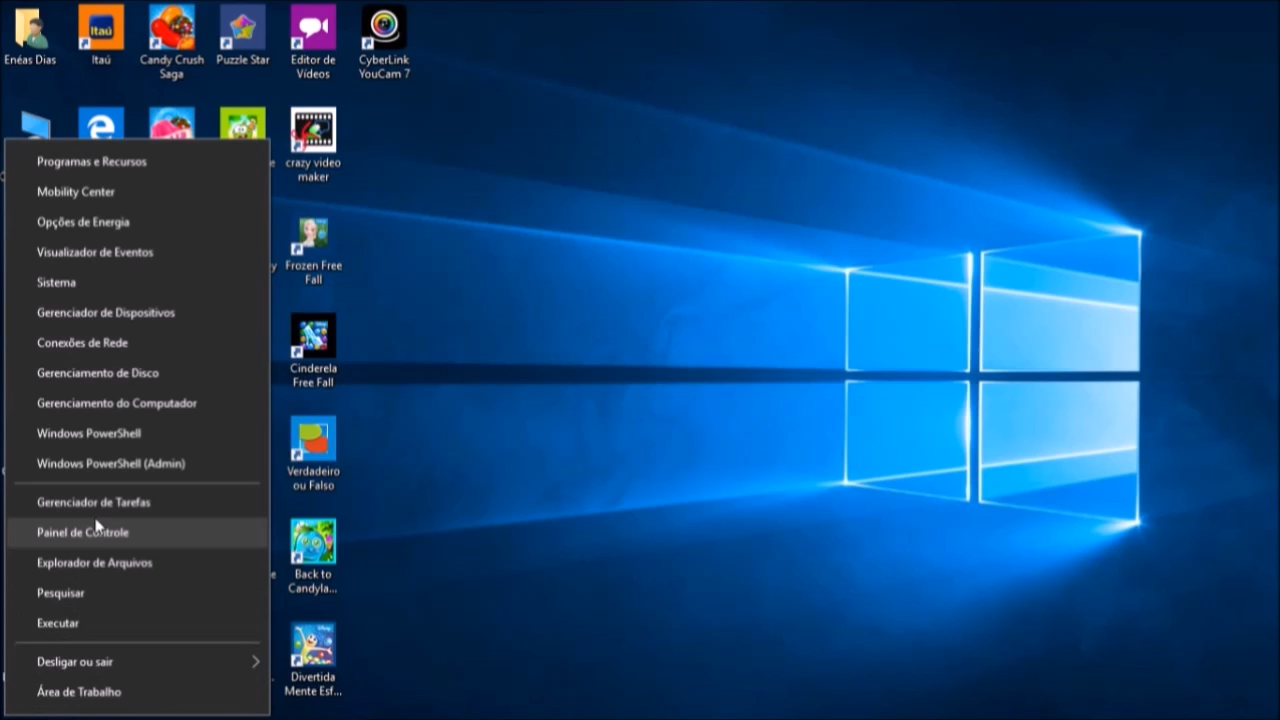 Enéas Dias
Itaú
Itaú
Candy Crush
Saga
Puzzle Star
Editor de
Vídeos
CyberLink
YouCam 7
crazy video
maker
Frozen Free
Fall
Cinderela
Free Fall
Verdadeiro
ou Falso
Back to
Candyla...
Divertida
Mente Esf...
Programas e Recursos
Mobility Center
Opções de Energia
Visualizador de Eventos
Sistema
Gerenciador de Dispositivos
Conexões de Rede
Gerenciamento de Disco
Gerenciamento do Computador
Windows PowerShell
Windows PowerShell (Admin)
Gerenciador de Tarefas
Painel de Controle
Explorador de Arquivos
Pesquisar
Executar
Desligar ou sair
Área de Trabalho